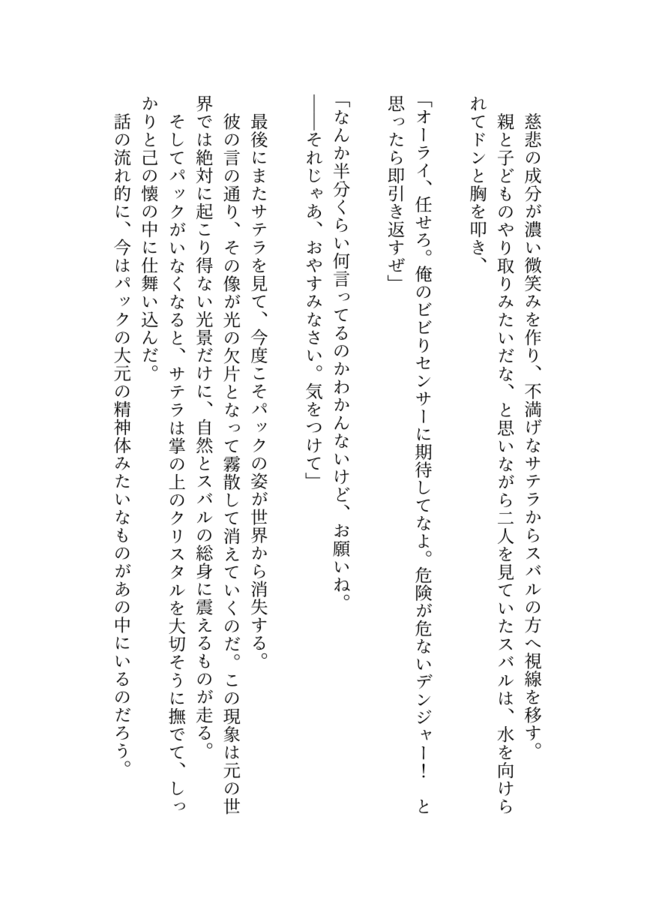 慈悲の成分が濃い微笑みを作り、不満げなサテラからスバルの方へ視線を移す。
親と子どものやり取りみたいだな、と思いながら二人を見ていたスバルは、水を向けら
れてドンと胸を叩き、
「オーライ、任せろ。俺のビビりセンサーに期待してなよ。危険が危ないデンジャー！　と
思ったら即引き返すぜ」
「なんか半分くらい何言ってるのかわかんないけど、お願いね。
――それじゃあ、おやすみなさい。気をつけて」
最後にまたサテラを見て、今度こそパックの姿が世界から消失する。
彼の言の通り、その像が光の欠片となって霧散して消えていくのだ。この現象は元の世
界では絶対に起こり得ない光景だけに、自然とスバルの総身に震えるものが走る。
そしてパックがいなくなると、サテラは掌の上のクリスタルを大切そうに撫でて、しっ
かりと己の懐の中に仕舞い込んだ。
話の流れ的に、今はパックの大元の精神体みたいなものがあの中にいるのだろう。